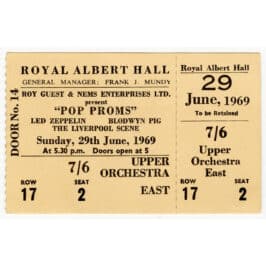 DOOR No. 14
ROYAL ALBERT HALL
GENERAL MANAGER: FRANK J. MUNDY
ROY GUEST & NEMS ENTERPRISES LTD.
present
"POP PROMS"
LED ZEPPELIN BLODWYN PIG
THE LIVERPOOL SCENE
Sunday, 29th June, 1969
At 5.30 p.m. Doors open at 5
7/6 UPPER
ORCHESTRA
ROW SEAT
17 2 EAST
Royal Albert Hall
29
June, 1969
To be Retained
7/6
Upper
Orchestra
East
ROW SEAT
17 2